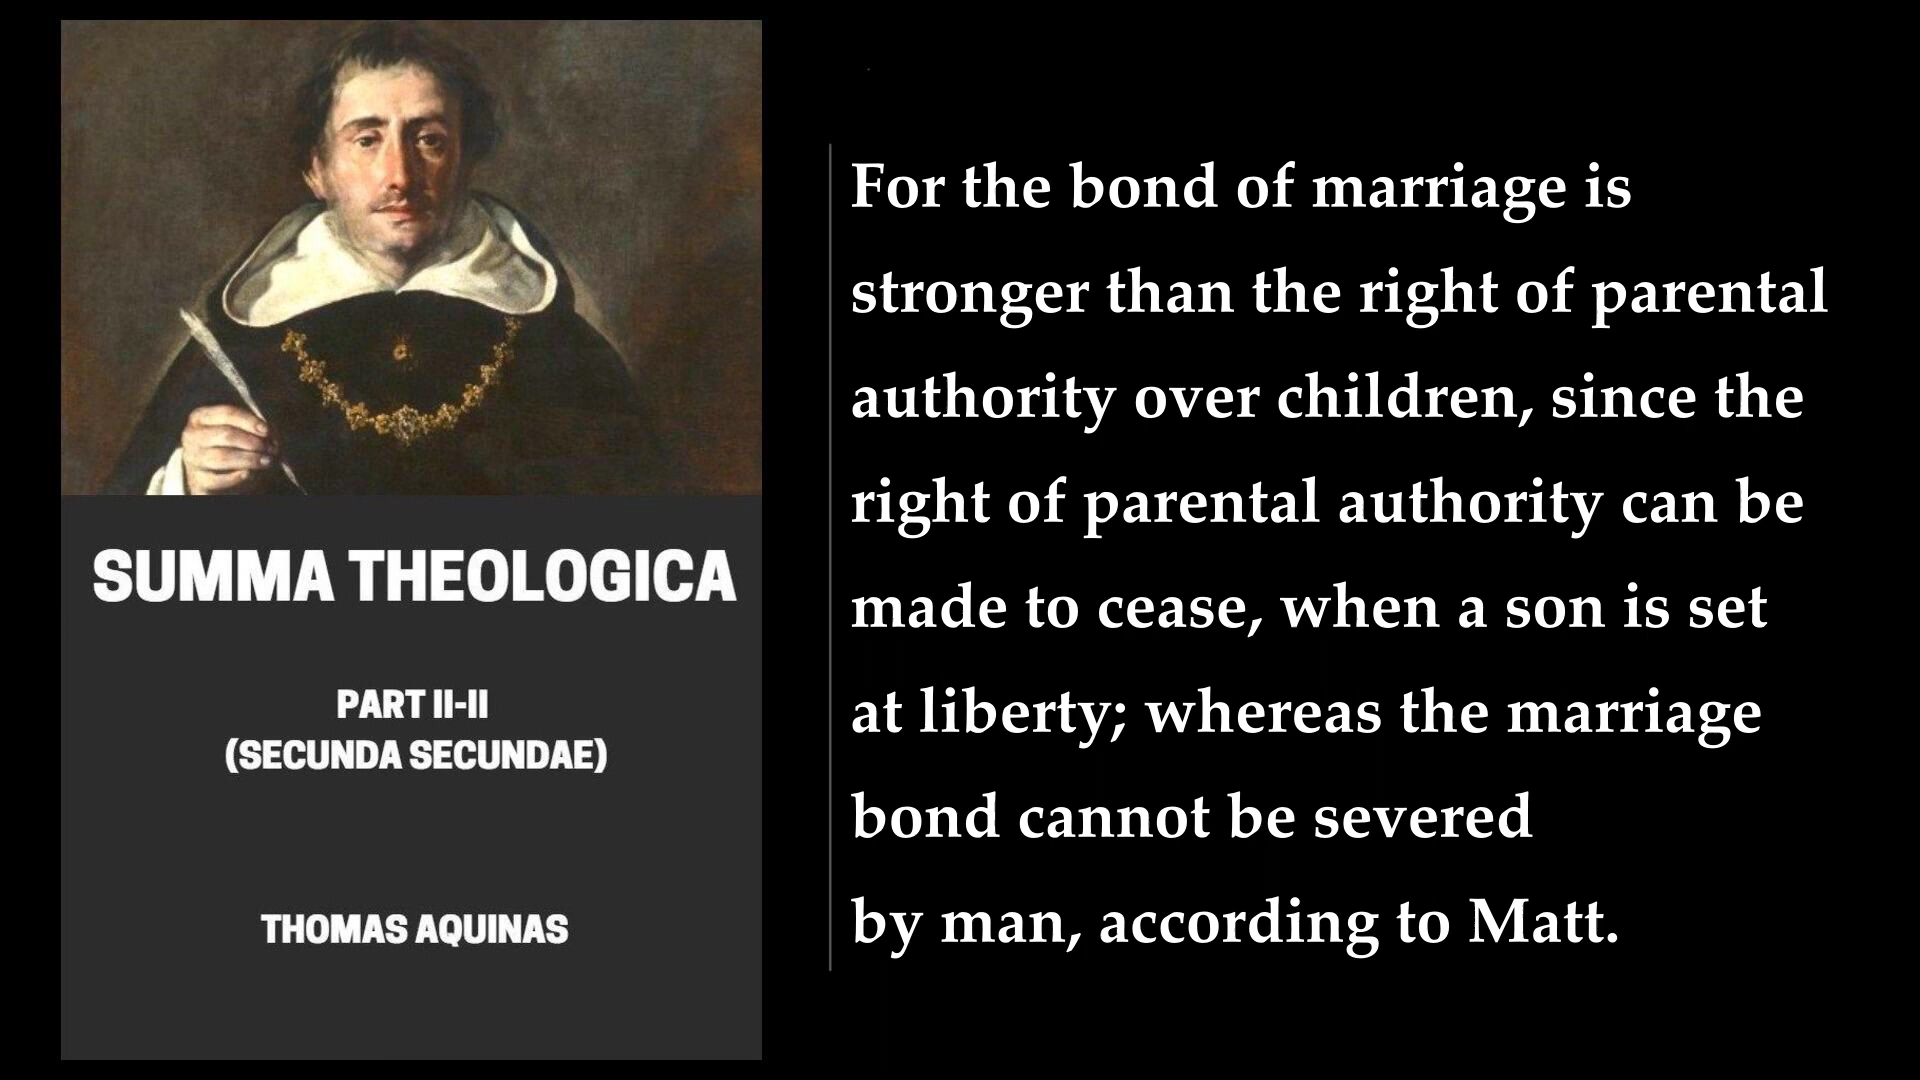 SUMMA THEOLOGICA
PART II-II
(SECUNDA SECUNDAE)
THOMAS AQUINAS
For the bond of marriage is
stronger than the right of parental
authority over children, since the
right of parental authority can be
made to cease, when a son is set
at liberty; whereas the marriage
bond cannot be severed
by man, according to Matt.